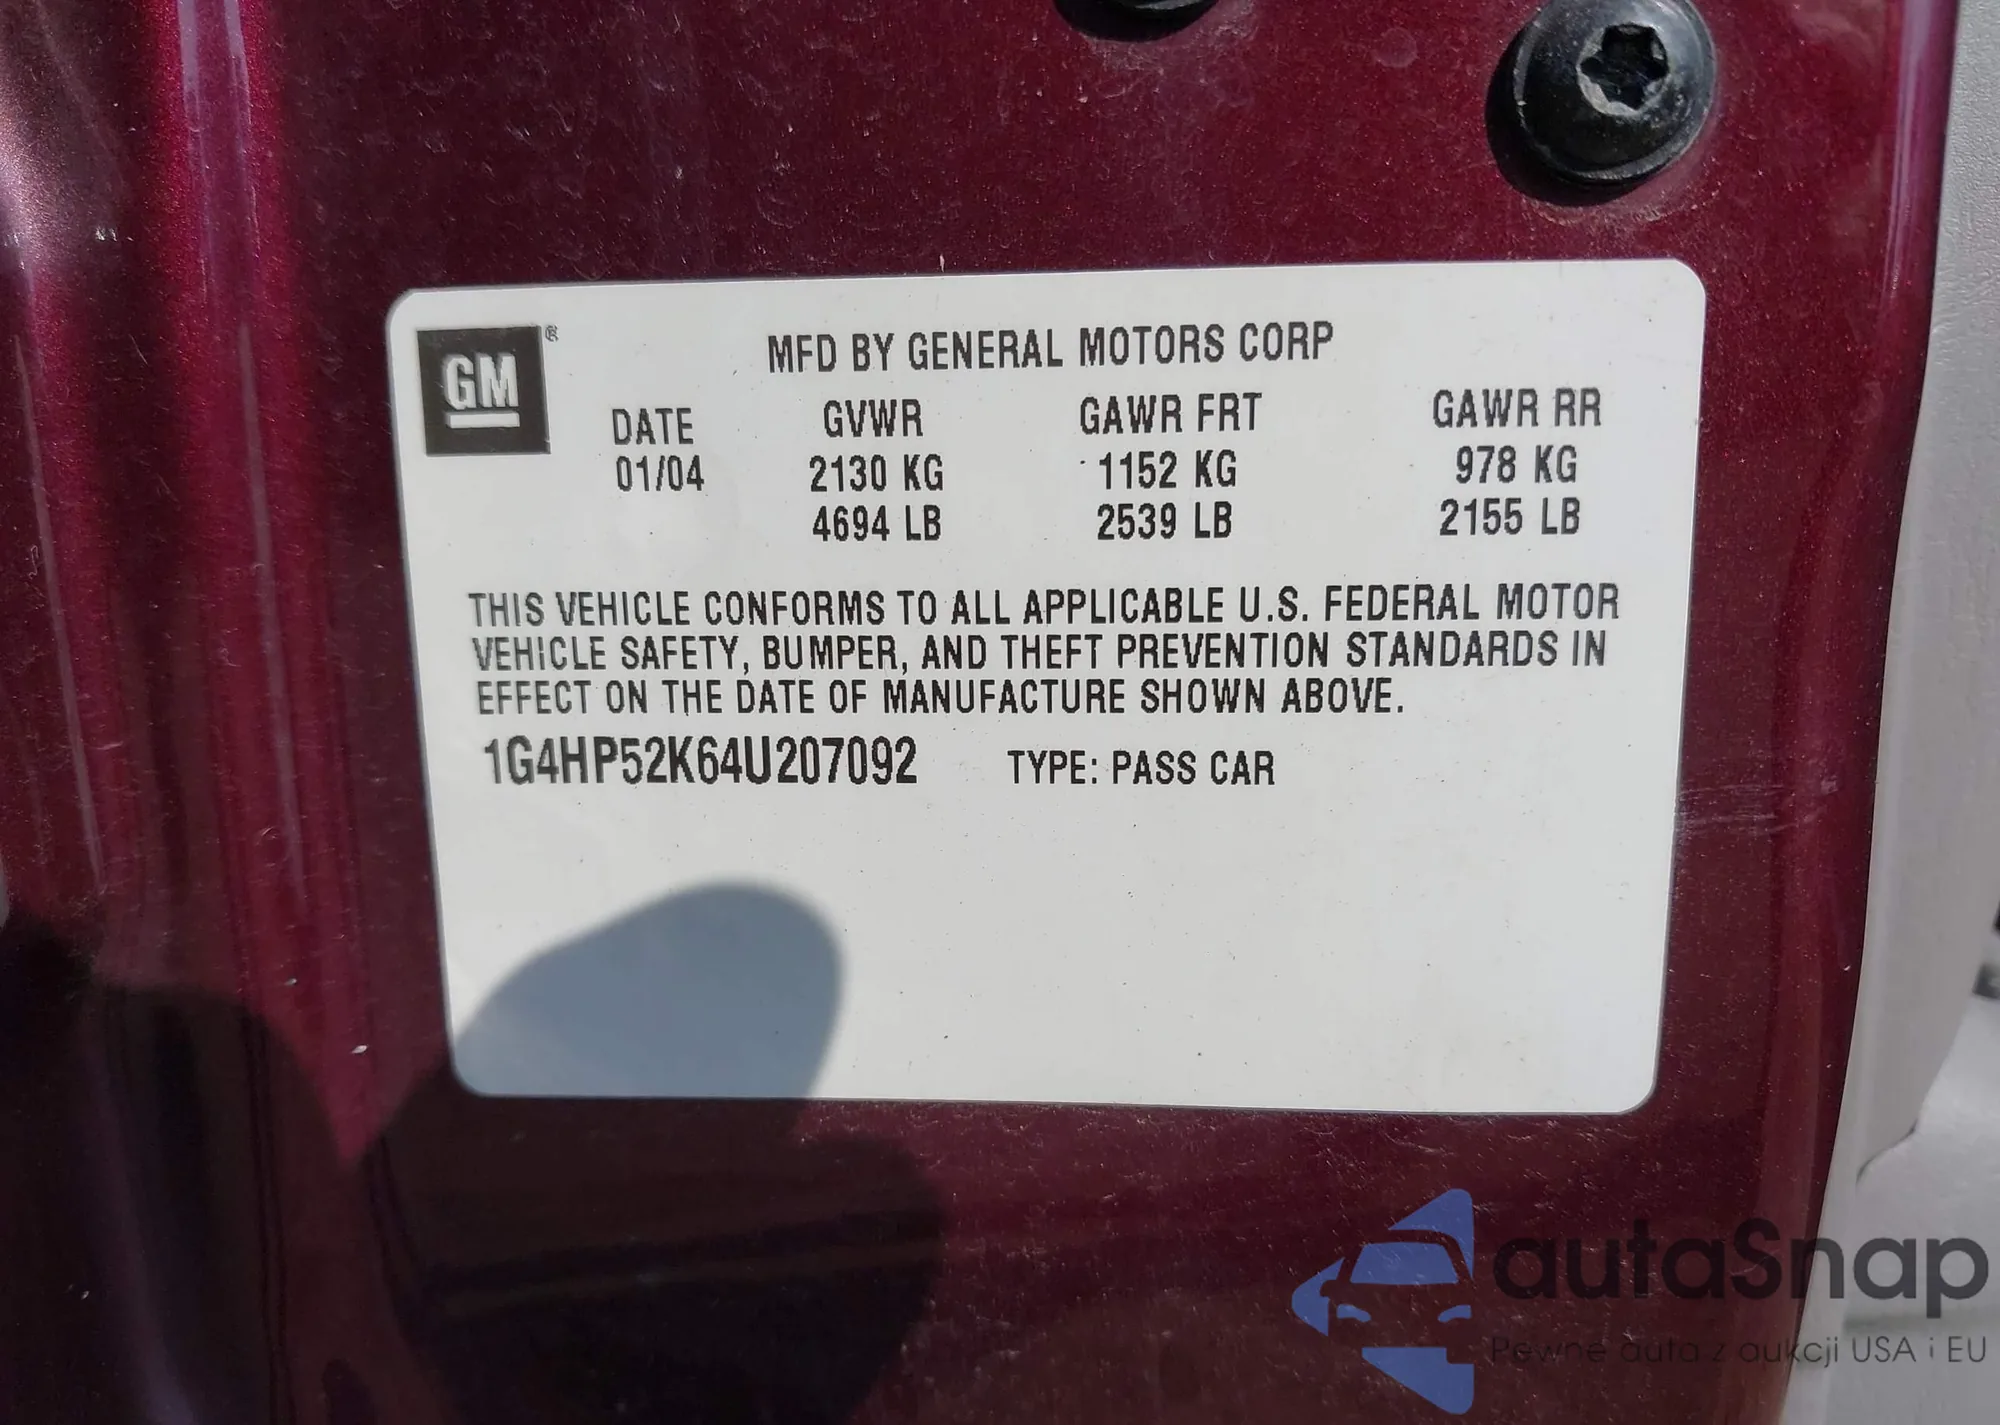 GM ®
MFD BY GENERAL MOTORS CORP
DATE GVWR GAWR FRT GAWR RR
01/04 2130 KG 1152 KG 978 KG
4694 LB 2539 LB 2155 LB
THIS VEHICLE CONFORMS TO ALL APPLICABLE U.S. FEDERAL MOTOR
VEHICLE SAFETY, BUMPER, AND THEFT PREVENTION STANDARDS IN
EFFECT ON THE DATE OF MANUFACTURE SHOWN ABOVE.
1G4HP52K64U207092 TYPE: PASS CAR
autaSnap
Pewne auta z aukcji USA i EU